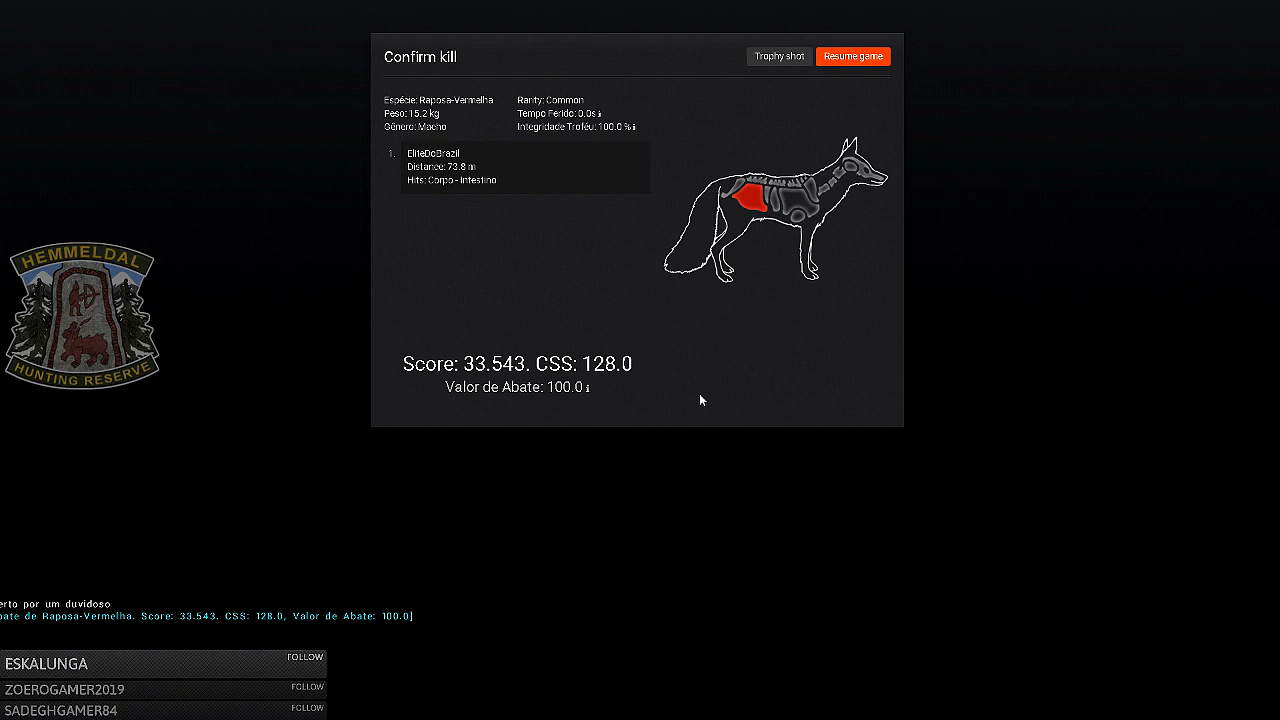 Confirm kill
Trophy shot
Resume game
Espécie: Raposa-Vermelha
Peso: 15.2 kg
Gênero: Macho
Rarity: Common
Tempo Ferido: 0.0s
Integridade Troféu: 100.0 %
1. EliteDoBrazil
Distance: 73.8 m
Hits: Corpo - Intestino
HEMMELDAL
HUNTING RESERVE
Score: 33.543. CSS: 128.0
Valor de Abate: 100.0
erto por um duvidoso
bate de Raposa-Vermelha. Score: 33.543. CSS: 128.0, Valor de Abate: 100.0]
ESKALUNGA FOLLOW
ZOEROGAMER2019 FOLLOW
SADEGHGAMER84 FOLLOW